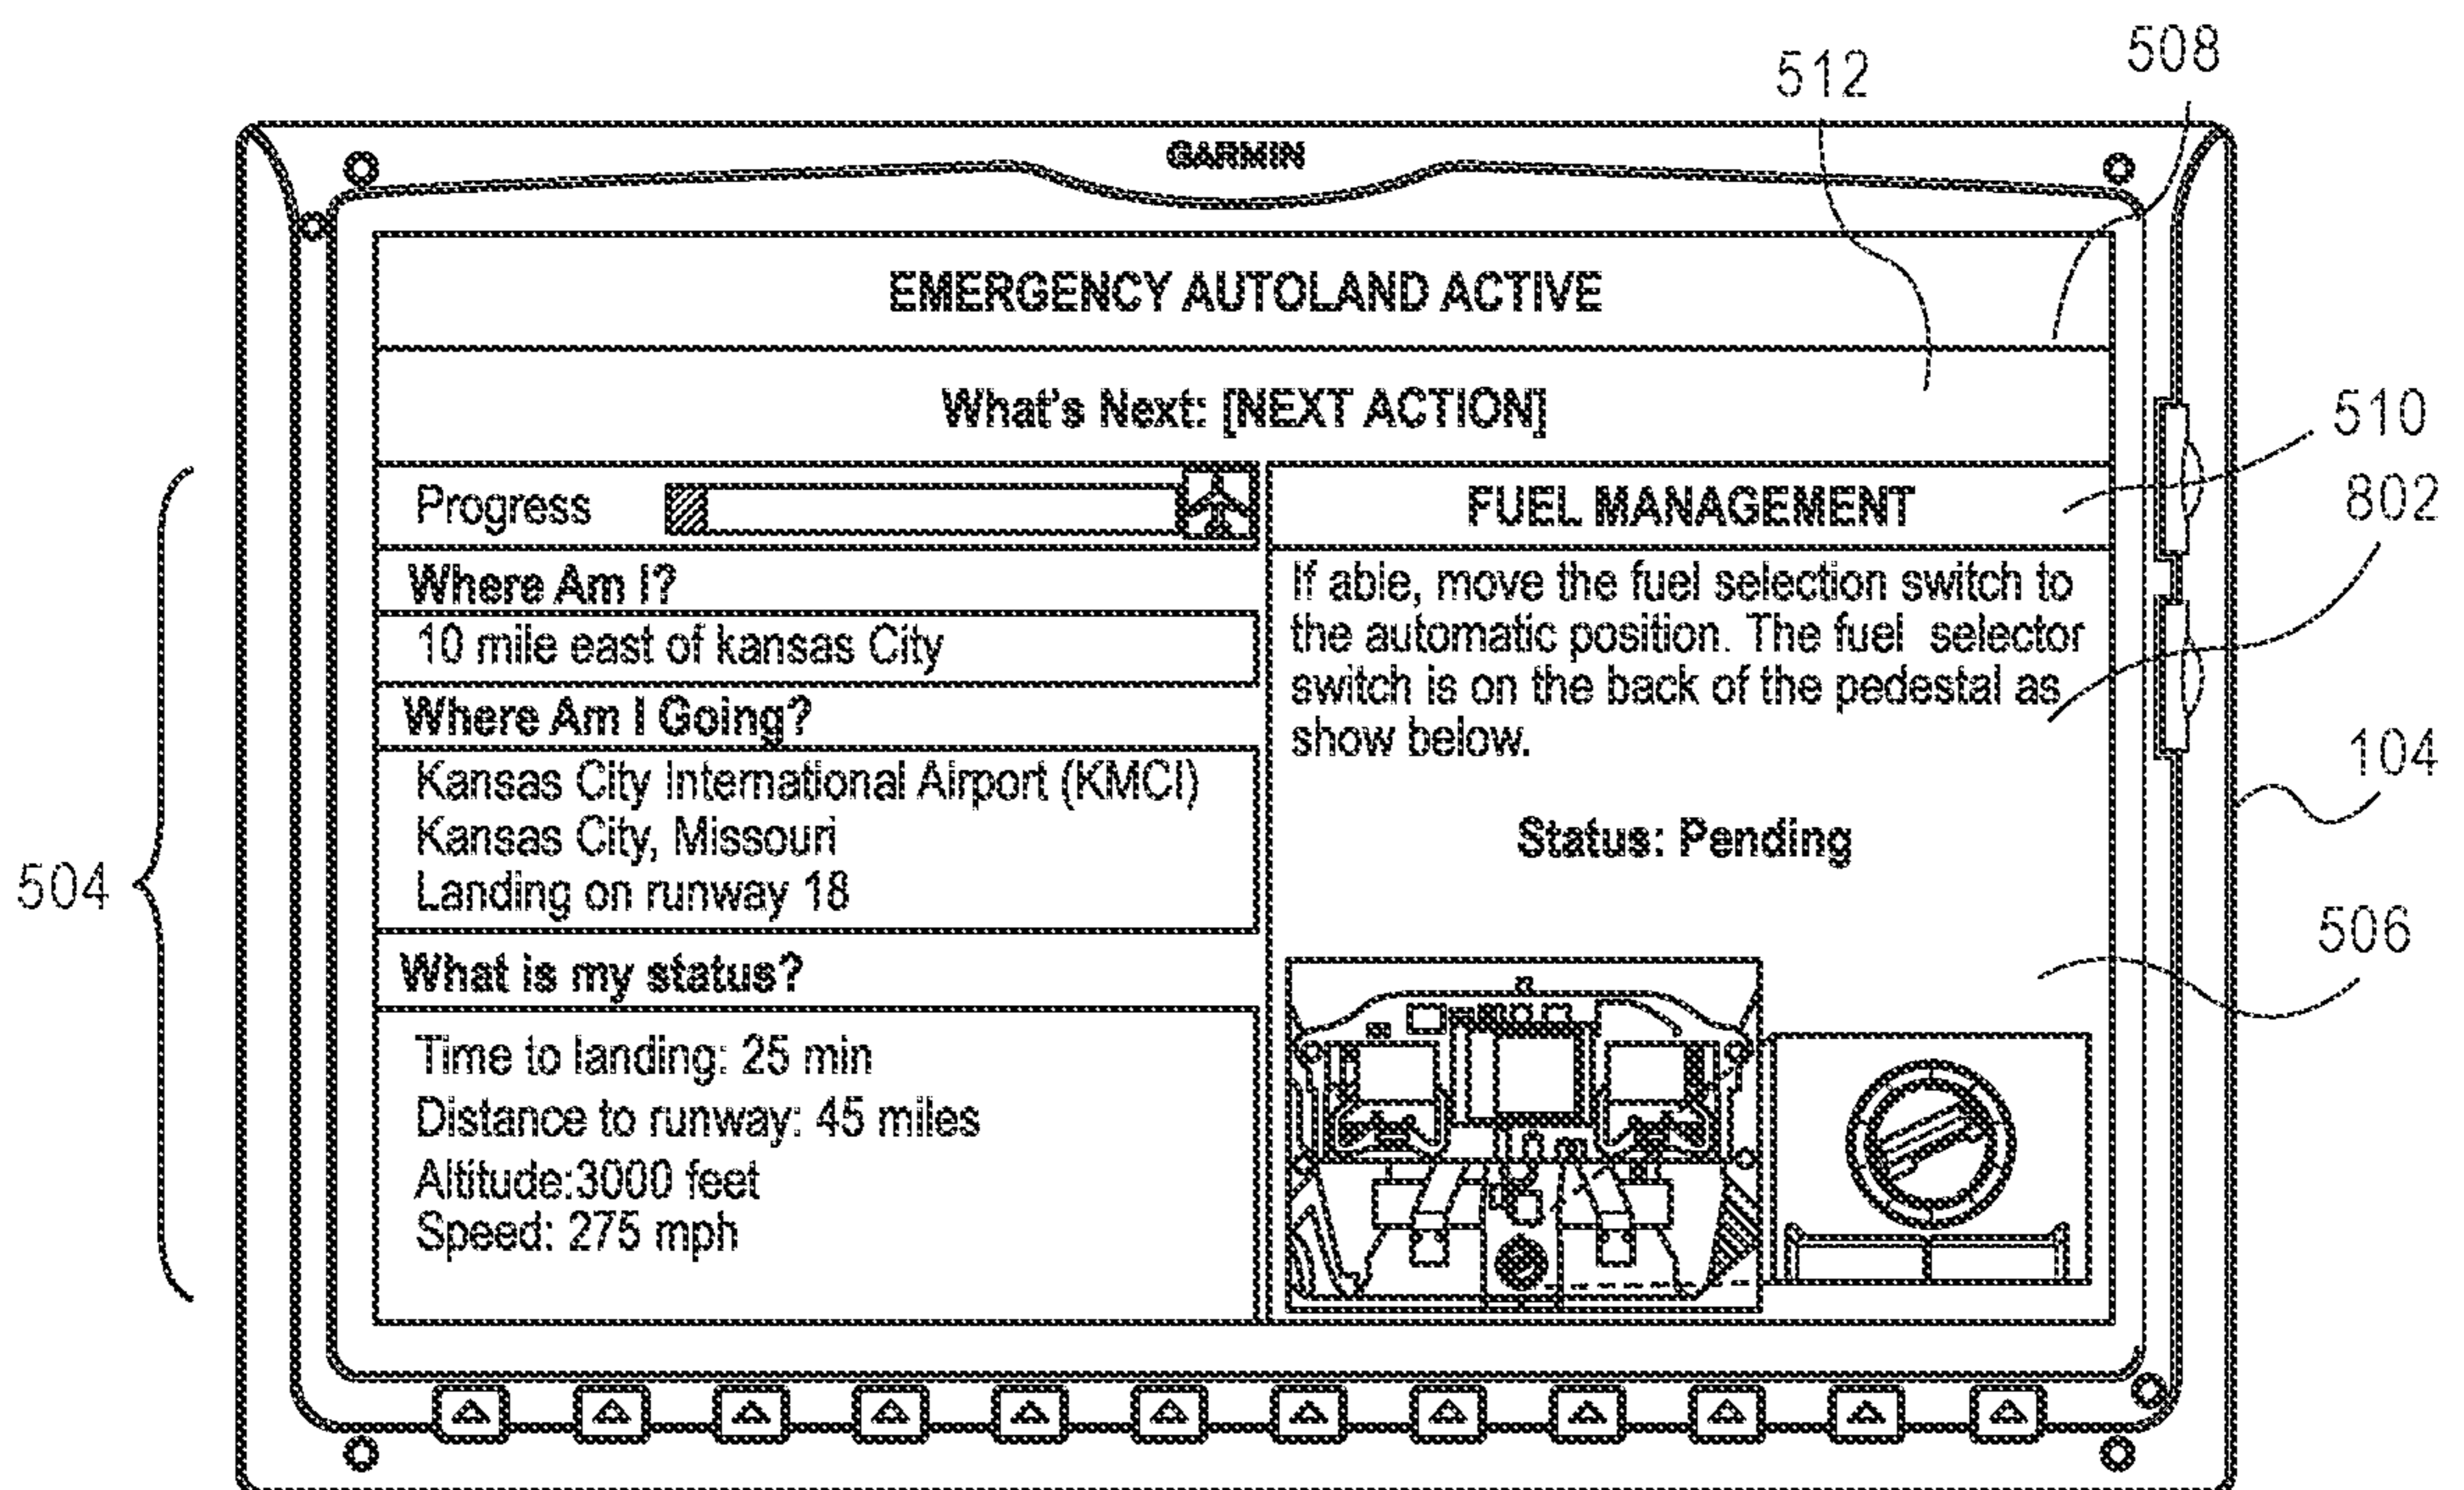 508
512
GARMIN
EMERGENCY AUTOLAND ACTIVE
What's Next: [NEXT ACTION]
Progress
Where Am I?
10 mile east of kansas City
Where Am I Going?
Kansas City International Airport (KMCI)
Kansas City, Missouri
Landing on runway 18
What is my status?
Time to landing: 25 min
Distance to runway: 45 miles
Altitude:3000 feet
Speed: 275 mph
FUEL MANAGEMENT
If able, move the fuel selection switch to
the automatic position. The fuel selector
switch is on the back of the pedestal as
show below.
Status: Pending
510
802
104
506
504